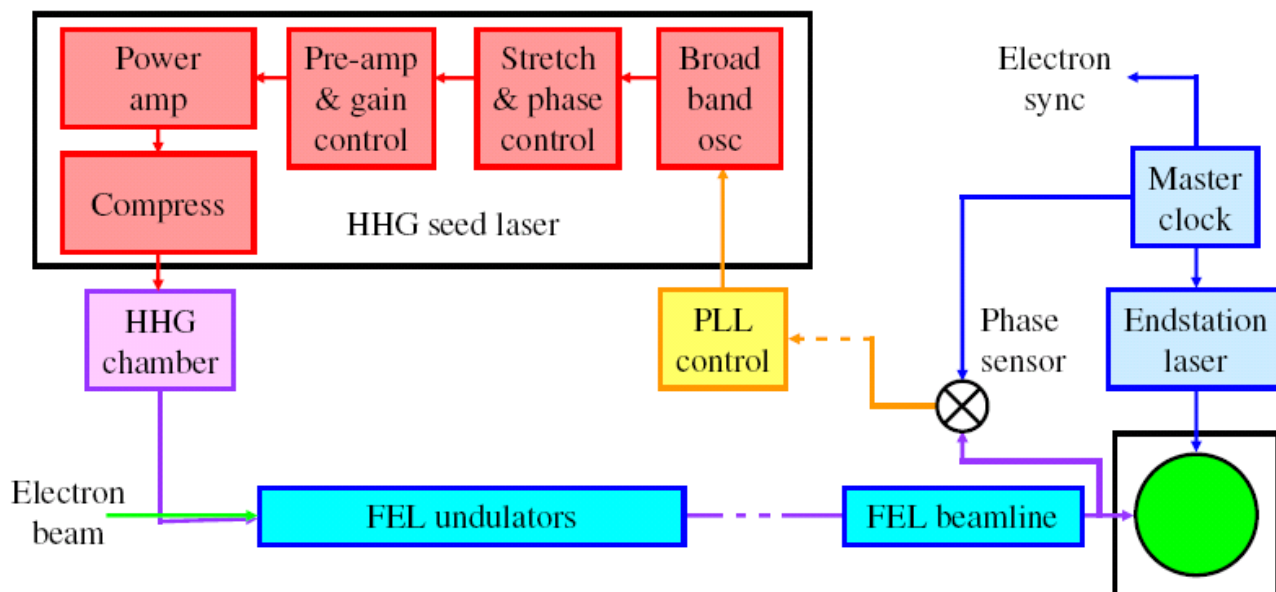 Power
amp
Pre-amp
& gain
control
Stretch
& phase
control
Broad
band
osc
Electron
sync
Compress
HHG seed laser
Master
clock
HHG
chamber
PLL
control
Phase
sensor
Endstation
laser
Electron
beam
FEL undulators
FEL beamline